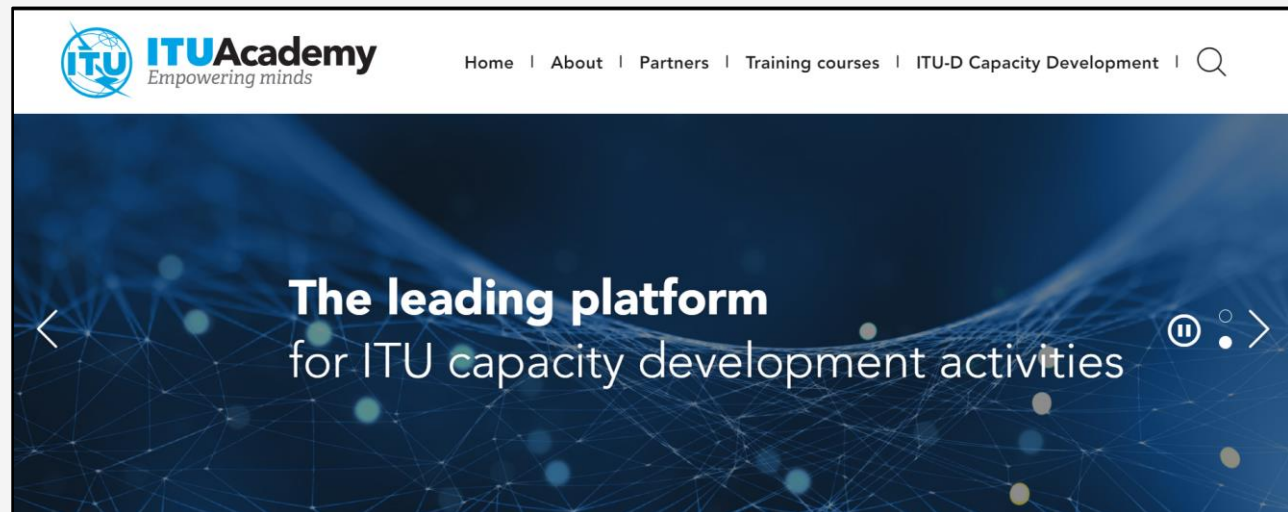 ITU
ITUAcademy
Empowering minds
Home | About | Partners | Training courses | ITU-D Capacity Development |
The leading platform
for ITU capacity development activities